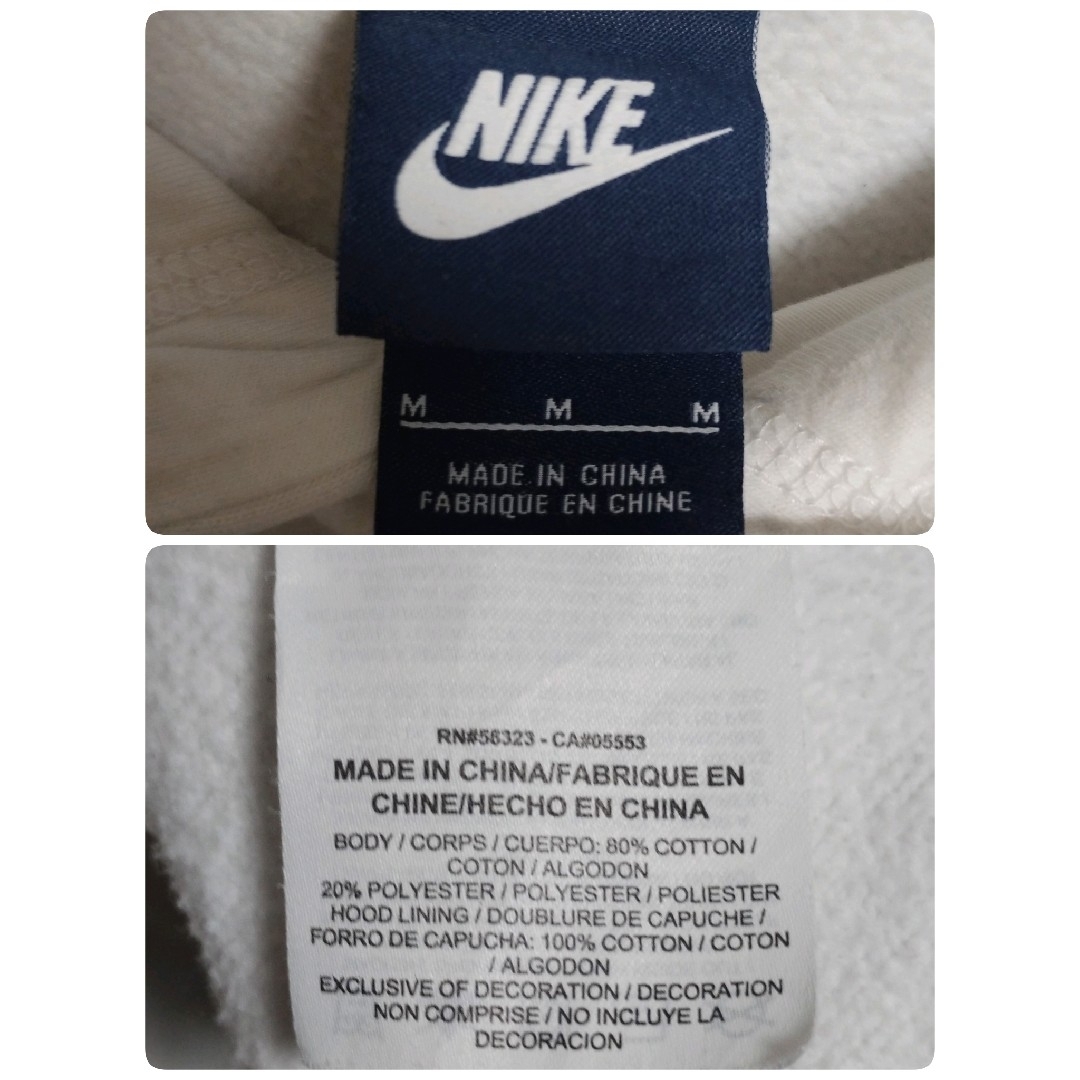 NIKE
M M M
MADE IN CHINA
FABRIQUE EN CHINE
RN#56323 - CA#05553
MADE IN CHINA/FABRIQUE EN
CHINE/HECHO EN CHINA
BODY / CORPS / CUERPO: 80% COTTON /
COTON / ALGODON
20% POLYESTER / POLYESTER / POLIESTER
HOOD LINING / DOUBLURE DE CAPUCHE /
FORRO DE CAPUCHA: 100% COTTON / COTON
/ ALGODON
EXCLUSIVE OF DECORATION / DECORATION
NON COMPRISE / NO INCLUYE LA
DECORACION